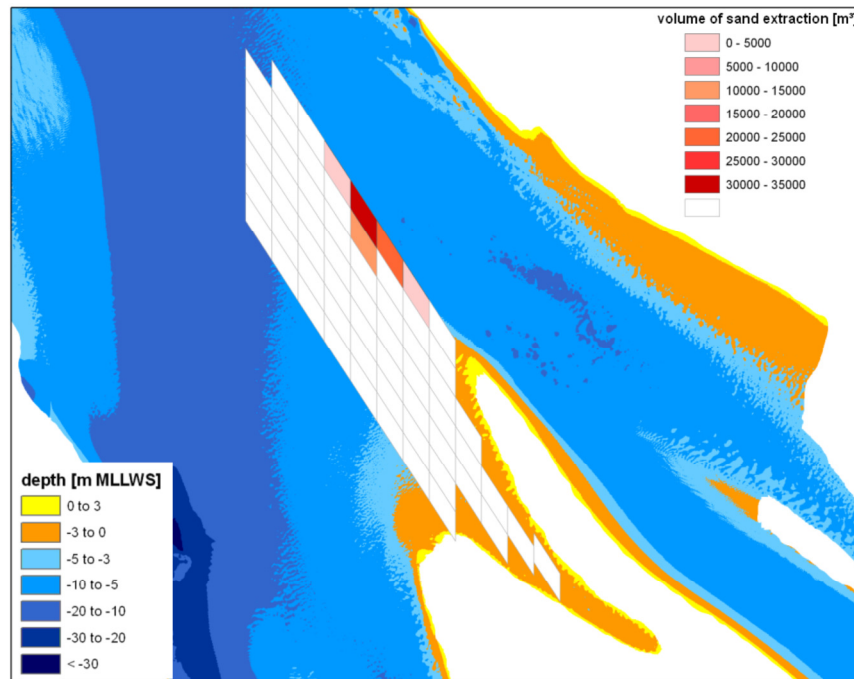 volume of sand extraction [m³]
0 - 5000
5000 - 10000
10000 - 15000
15000 - 20000
20000 - 25000
25000 - 30000
30000 - 35000
depth [m MLLWS]
0 to 3
-3 to 0
-5 to -3
-10 to -5
-20 to -10
-30 to -20
< -30